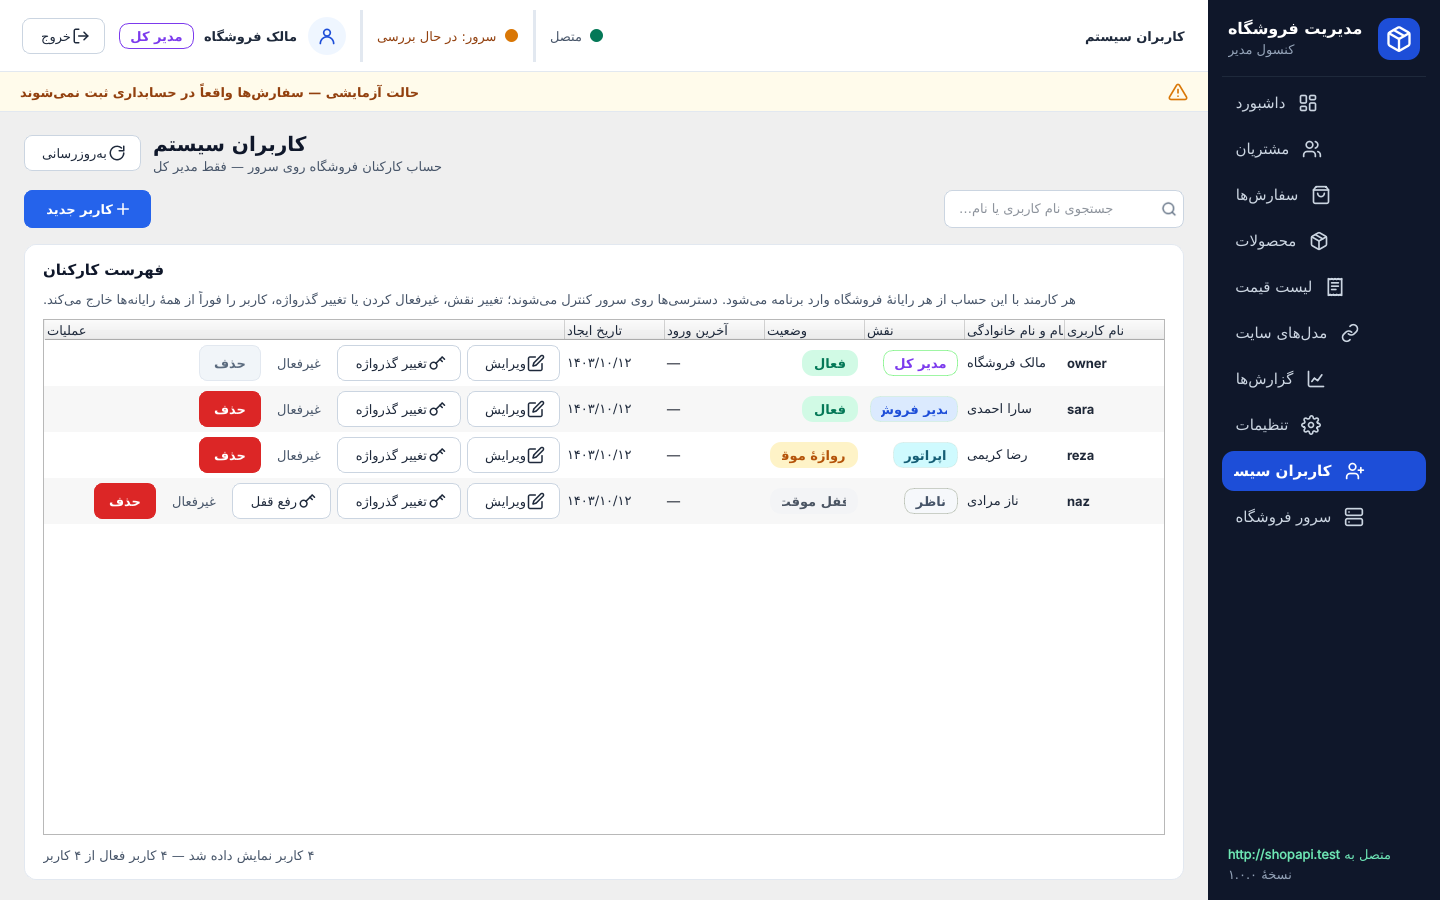 مدیریت فروشگاه
کنسول مدیر
داشبورد
مشتریان
سفارش‌ها
محصولات
لیست قیمت
مدل‌های سایت
گزارش‌ها
تنظیمات
کاربران سیس
سرور فروشگاه
متصل به http://shopapi.test
نسخهٔ ۱.۰.۰
کاربران سیستم
متصل
سرور: در حال بررسی
مالک فروشگاه
مدیر کل
خروج
حالت آزمایشی — سفارش‌ها واقعاً در حسابداری ثبت نمی‌شوند
کاربران سیستم
حساب کارکنان فروشگاه روی سرور — فقط مدیر کل
به‌روزرسانی
جستجوی نام کاربری یا نام...
کاربر جدید
فهرست کارکنان
هر کارمند با این حساب از هر رایانهٔ فروشگاه وارد برنامه می‌شود. دسترسی‌ها روی سرور کنترل می‌شوند؛ تغییر نقش، غیرفعال کردن یا تغییر گذرواژه، کاربر را فوراً از همهٔ رایانه‌ها خارج می‌کند.
نام کاربری نام و نام خانوادگی نقش وضعیت آخرین ورود تاریخ ایجاد عملیات
owner مالک فروشگاه مدیر کل فعال — ۱۴۰۳/۱۰/۱۲ ویرایش تغییر گذرواژه غیرفعال حذف
sara سارا احمدی مدیر فروش فعال — ۱۴۰۳/۱۰/۱۲ ویرایش تغییر گذرواژه غیرفعال حذف
reza رضا کریمی اپراتور رواژهٔ موق — ۱۴۰۳/۱۰/۱۲ ویرایش تغییر گذرواژه غیرفعال حذف
naz ناز مرادی ناظر قفل موقت — ۱۴۰۳/۱۰/۱۲ ویرایش تغییر گذرواژه رفع قفل غیرفعال حذف
۴ کاربر نمایش داده شد — ۴ کاربر فعال از ۴ کاربر